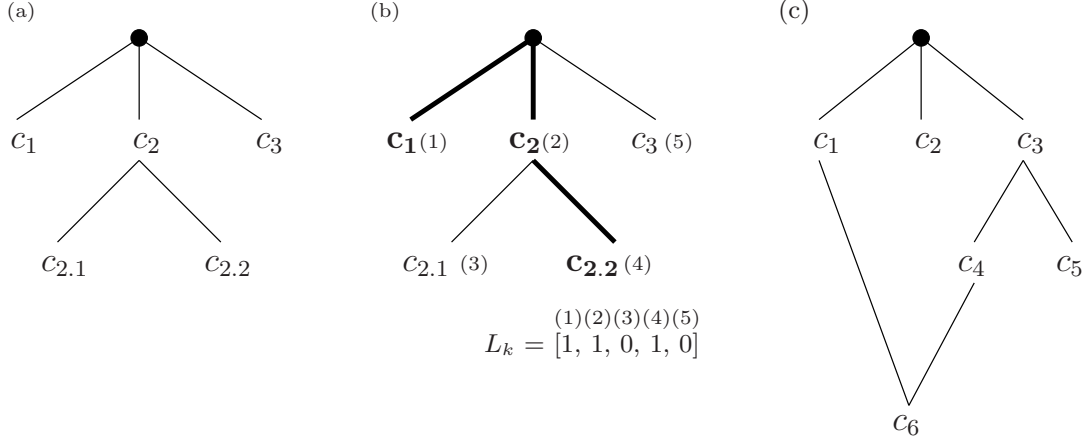 (a)
c1 c2 c3
c2.1 c2.2
(b)
c1 (1) c2 (2) c3 (5)
c2.1 (3) c2.2 (4)
(1)(2)(3)(4)(5)
Lk = [1, 1, 0, 1, 0]
(c)
c1 c2 c3
c4 c5
c6